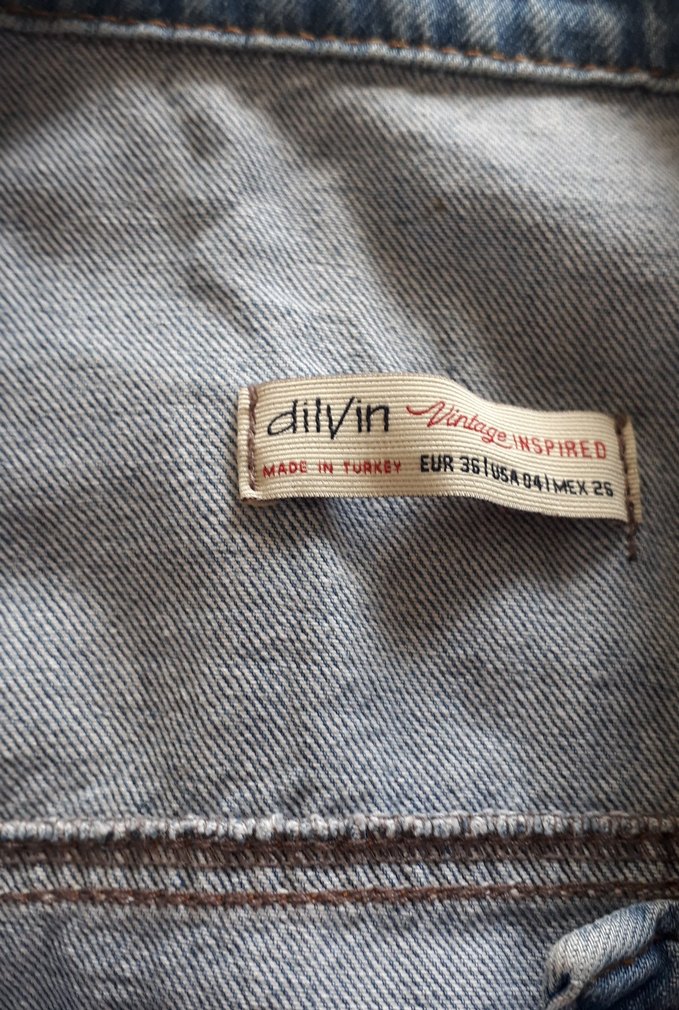 dilvin Vintage INSPIRED
MADE IN TURKEY EUR 36 | USA 04 | MEX 26